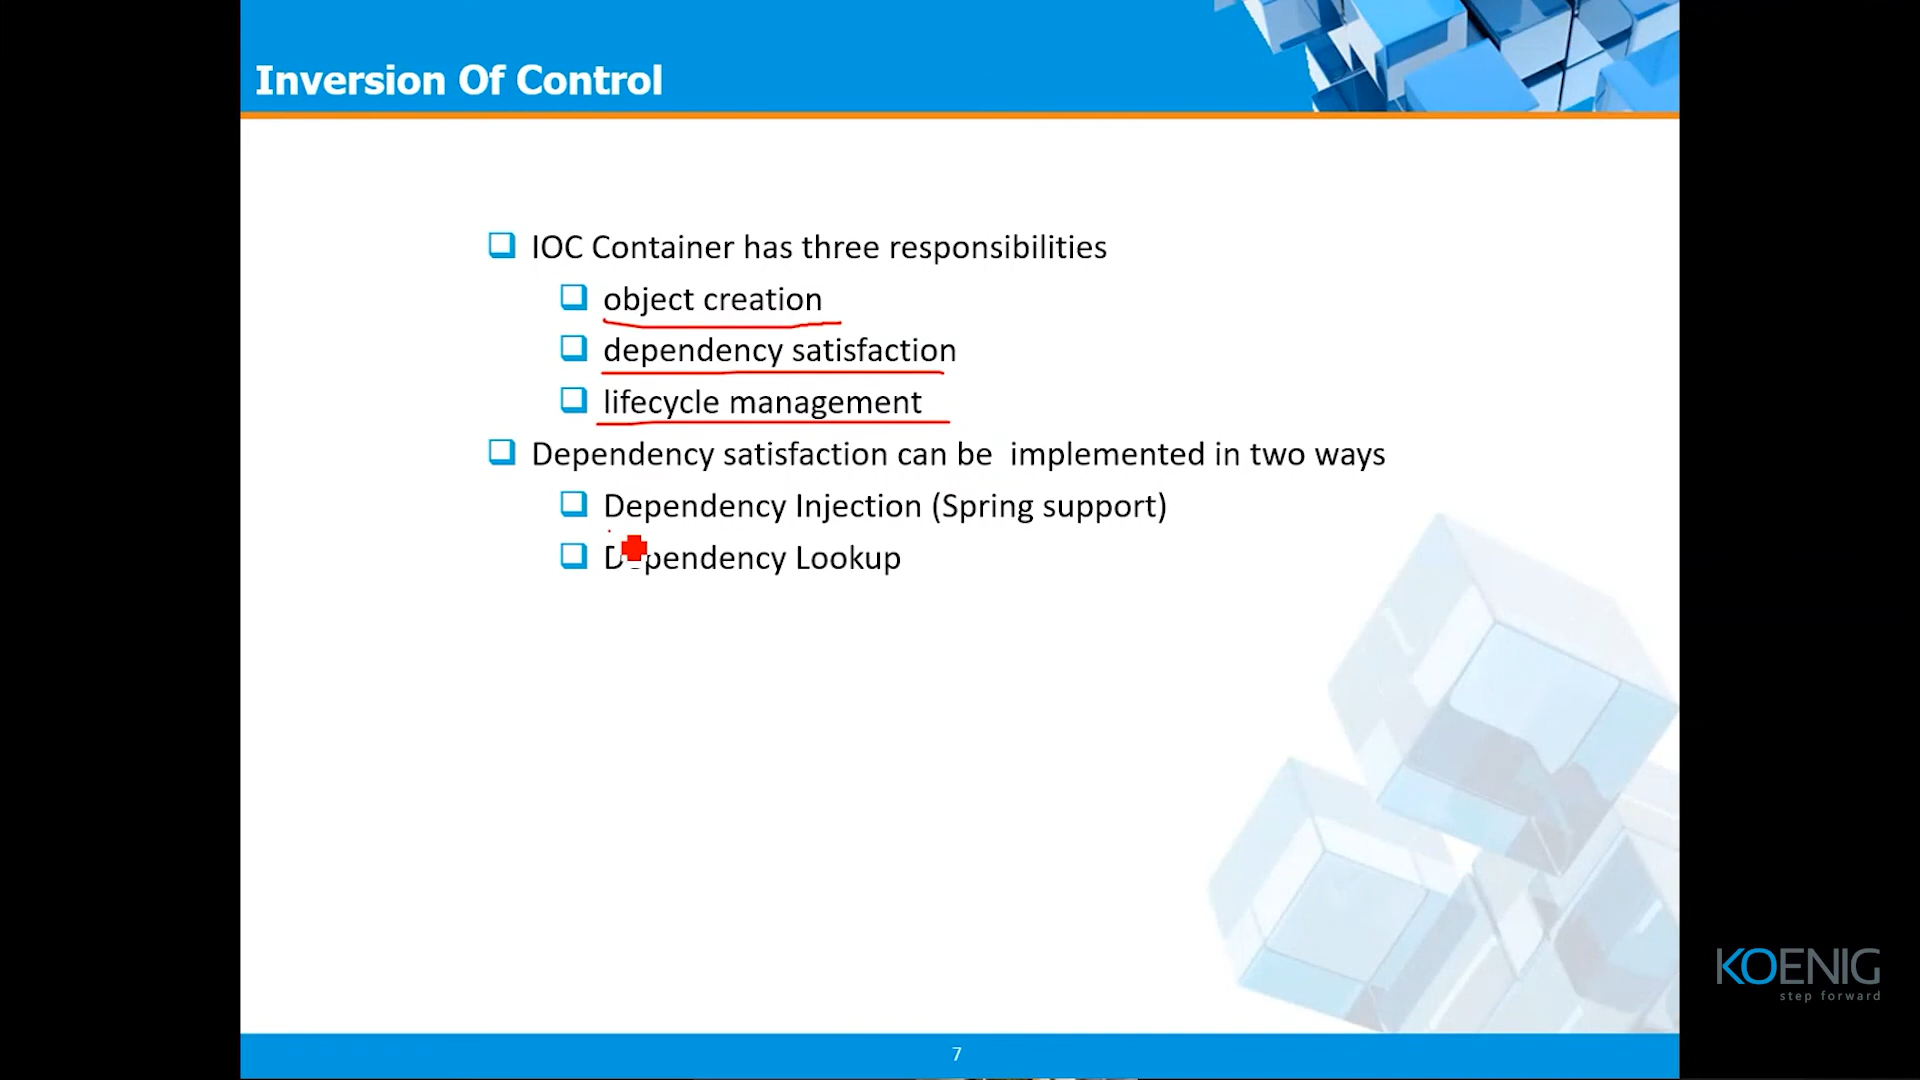 Inversion Of Control
IOC Container has three responsibilities
object creation
dependency satisfaction
lifecycle management
Dependency satisfaction can be implemented in two ways
Dependency Injection (Spring support)
Dependency Lookup
KOENIG
step forward
7